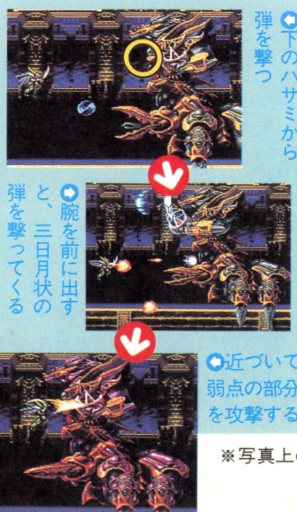 下のハサミから
弾を撃つ
腕を前に出す
と、三日月状の
弾を撃ってくる
近づいて
弱点の部分
を攻撃する
※写真上の